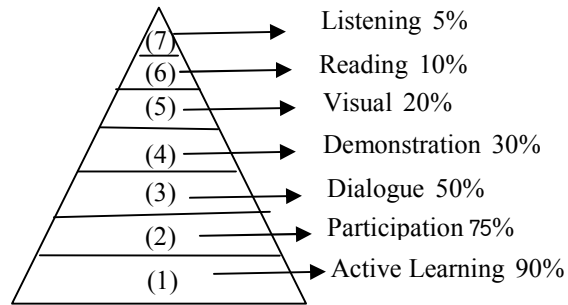 (7) Listening 5%
(6) Reading 10%
(5) Visual 20%
(4) Demonstration 30%
(3) Dialogue 50%
(2) Participation 75%
(1) Active Learning 90%